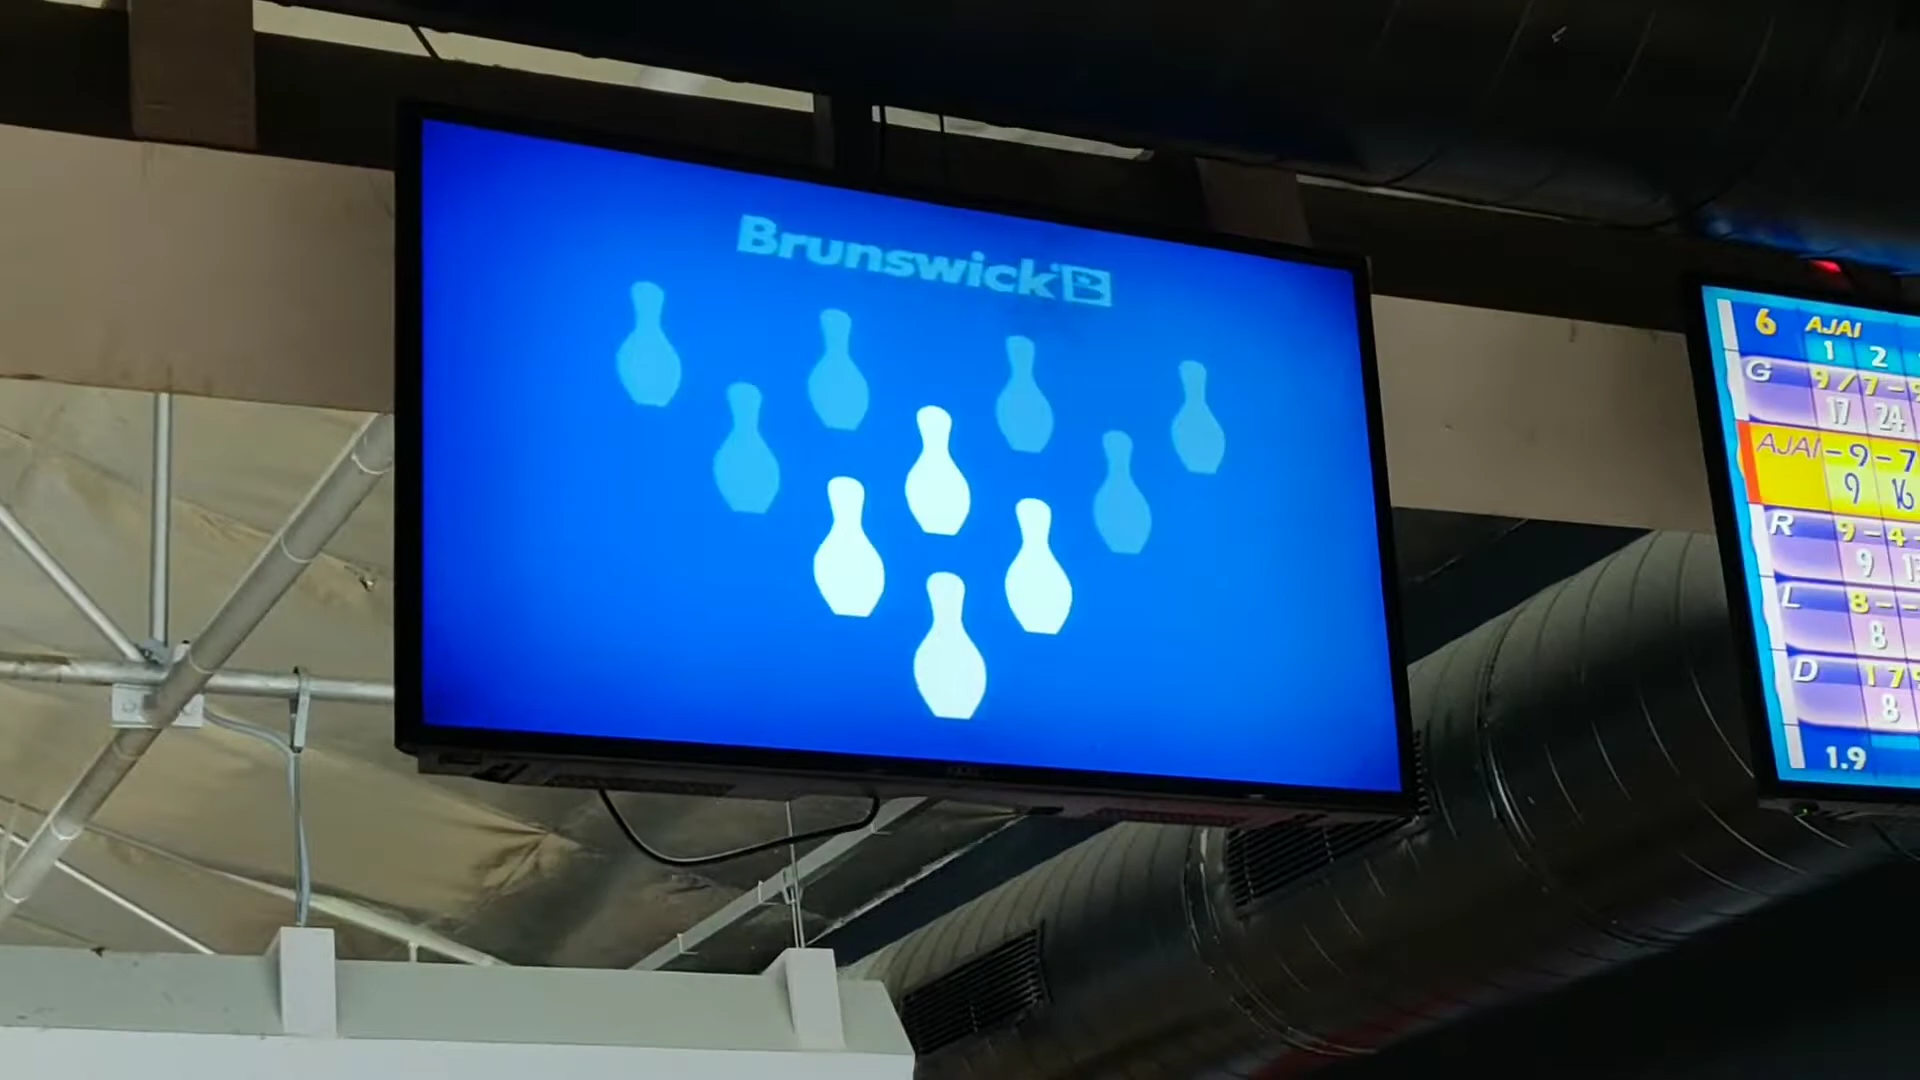 Brunswick B
6 AJAI
1 2
G 9/ 7-
17 24
AJAI -9 -7
9 16
R 9- 4-
9
L 8-
8
D 17
8
1.9